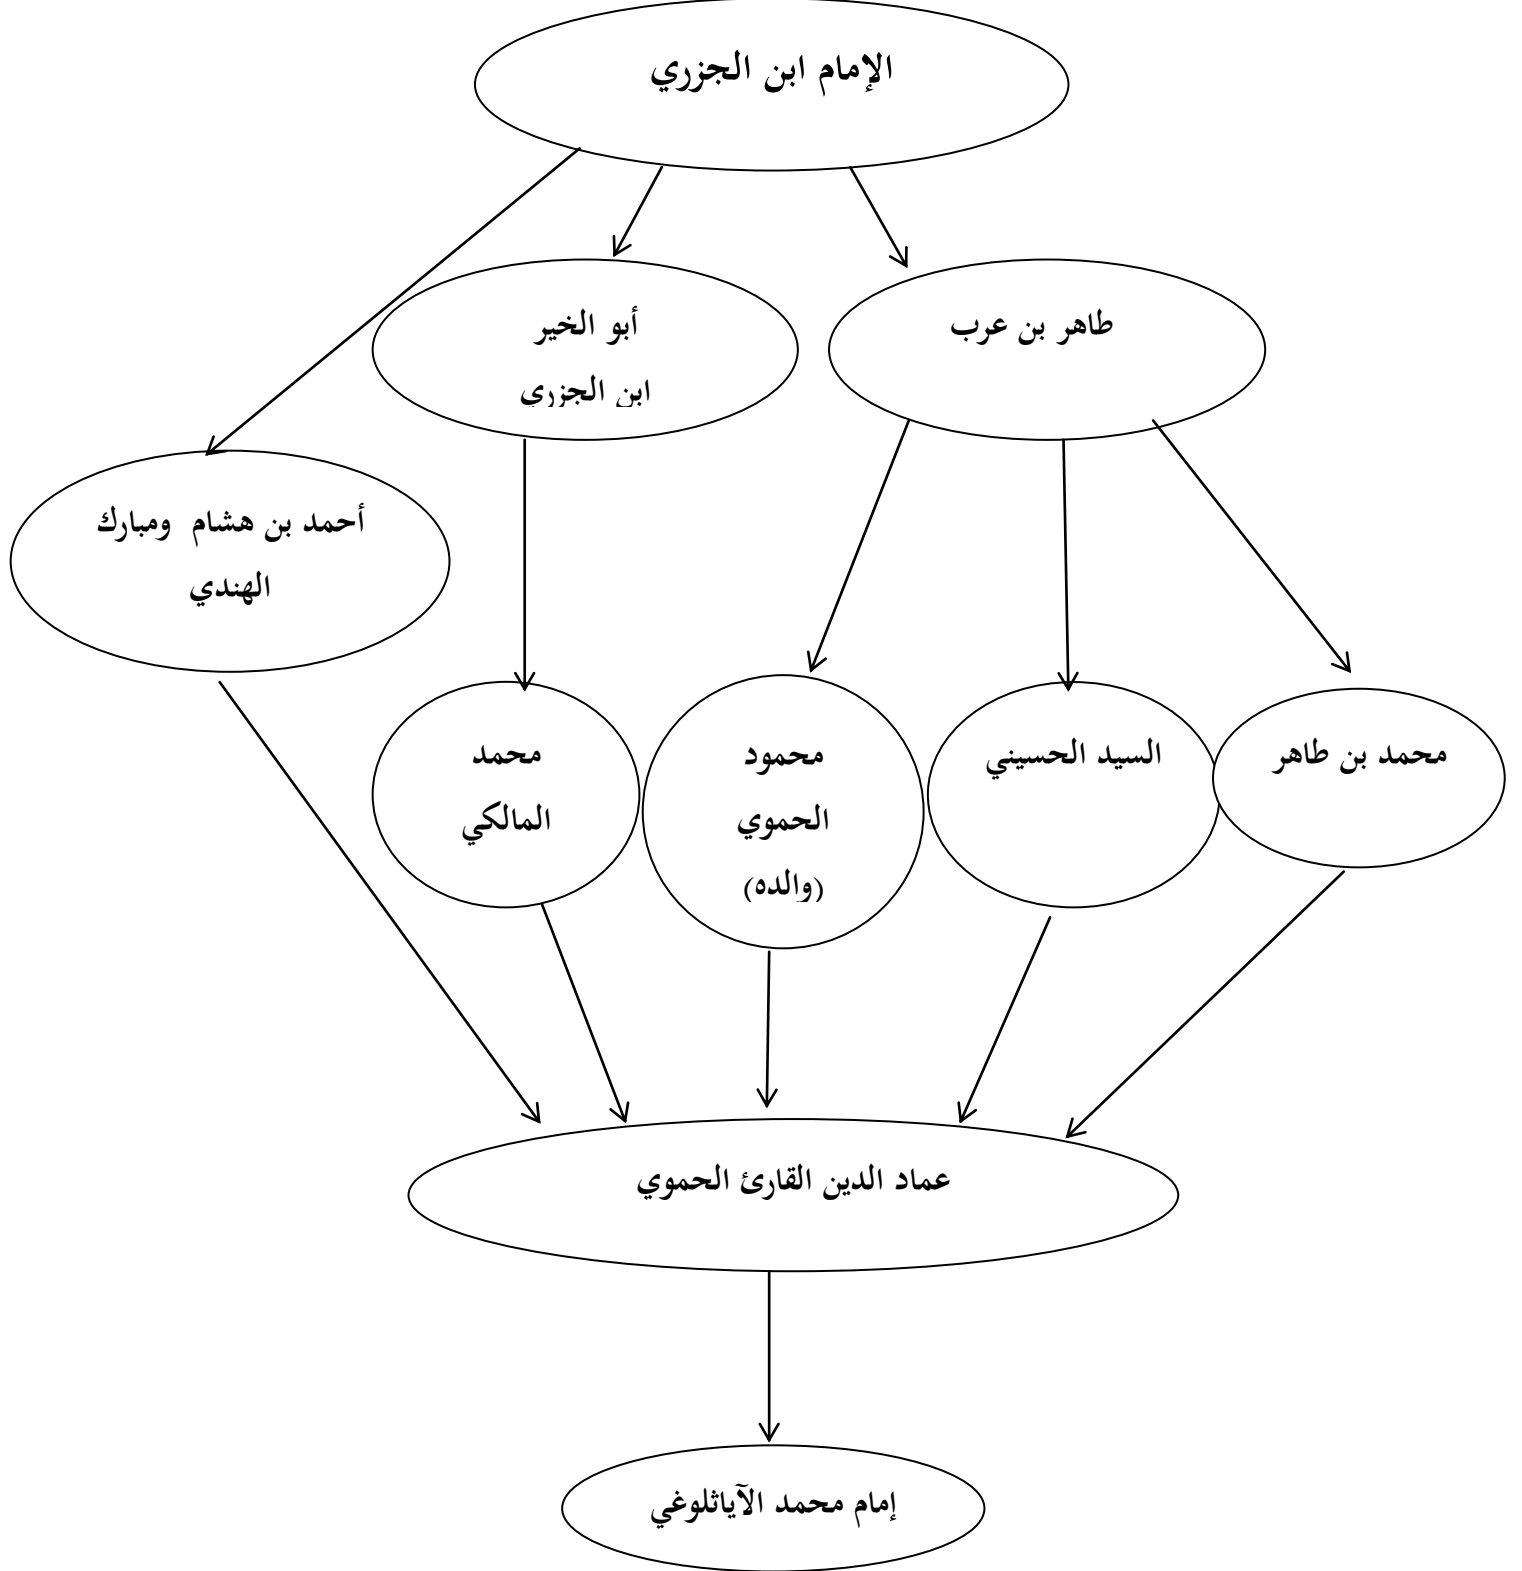 الإمام ابن الجزري
طاهر بن عرب
أبو الخير
ابن الجزري
أحمد بن هشام ومبارك
الهندي
محمد بن طاهر
السيد الحسيني
محمود
الحموي
(والده)
محمد
المالكي
عماد الدين القارئ الحموي
إمام محمد الآياثلوغي